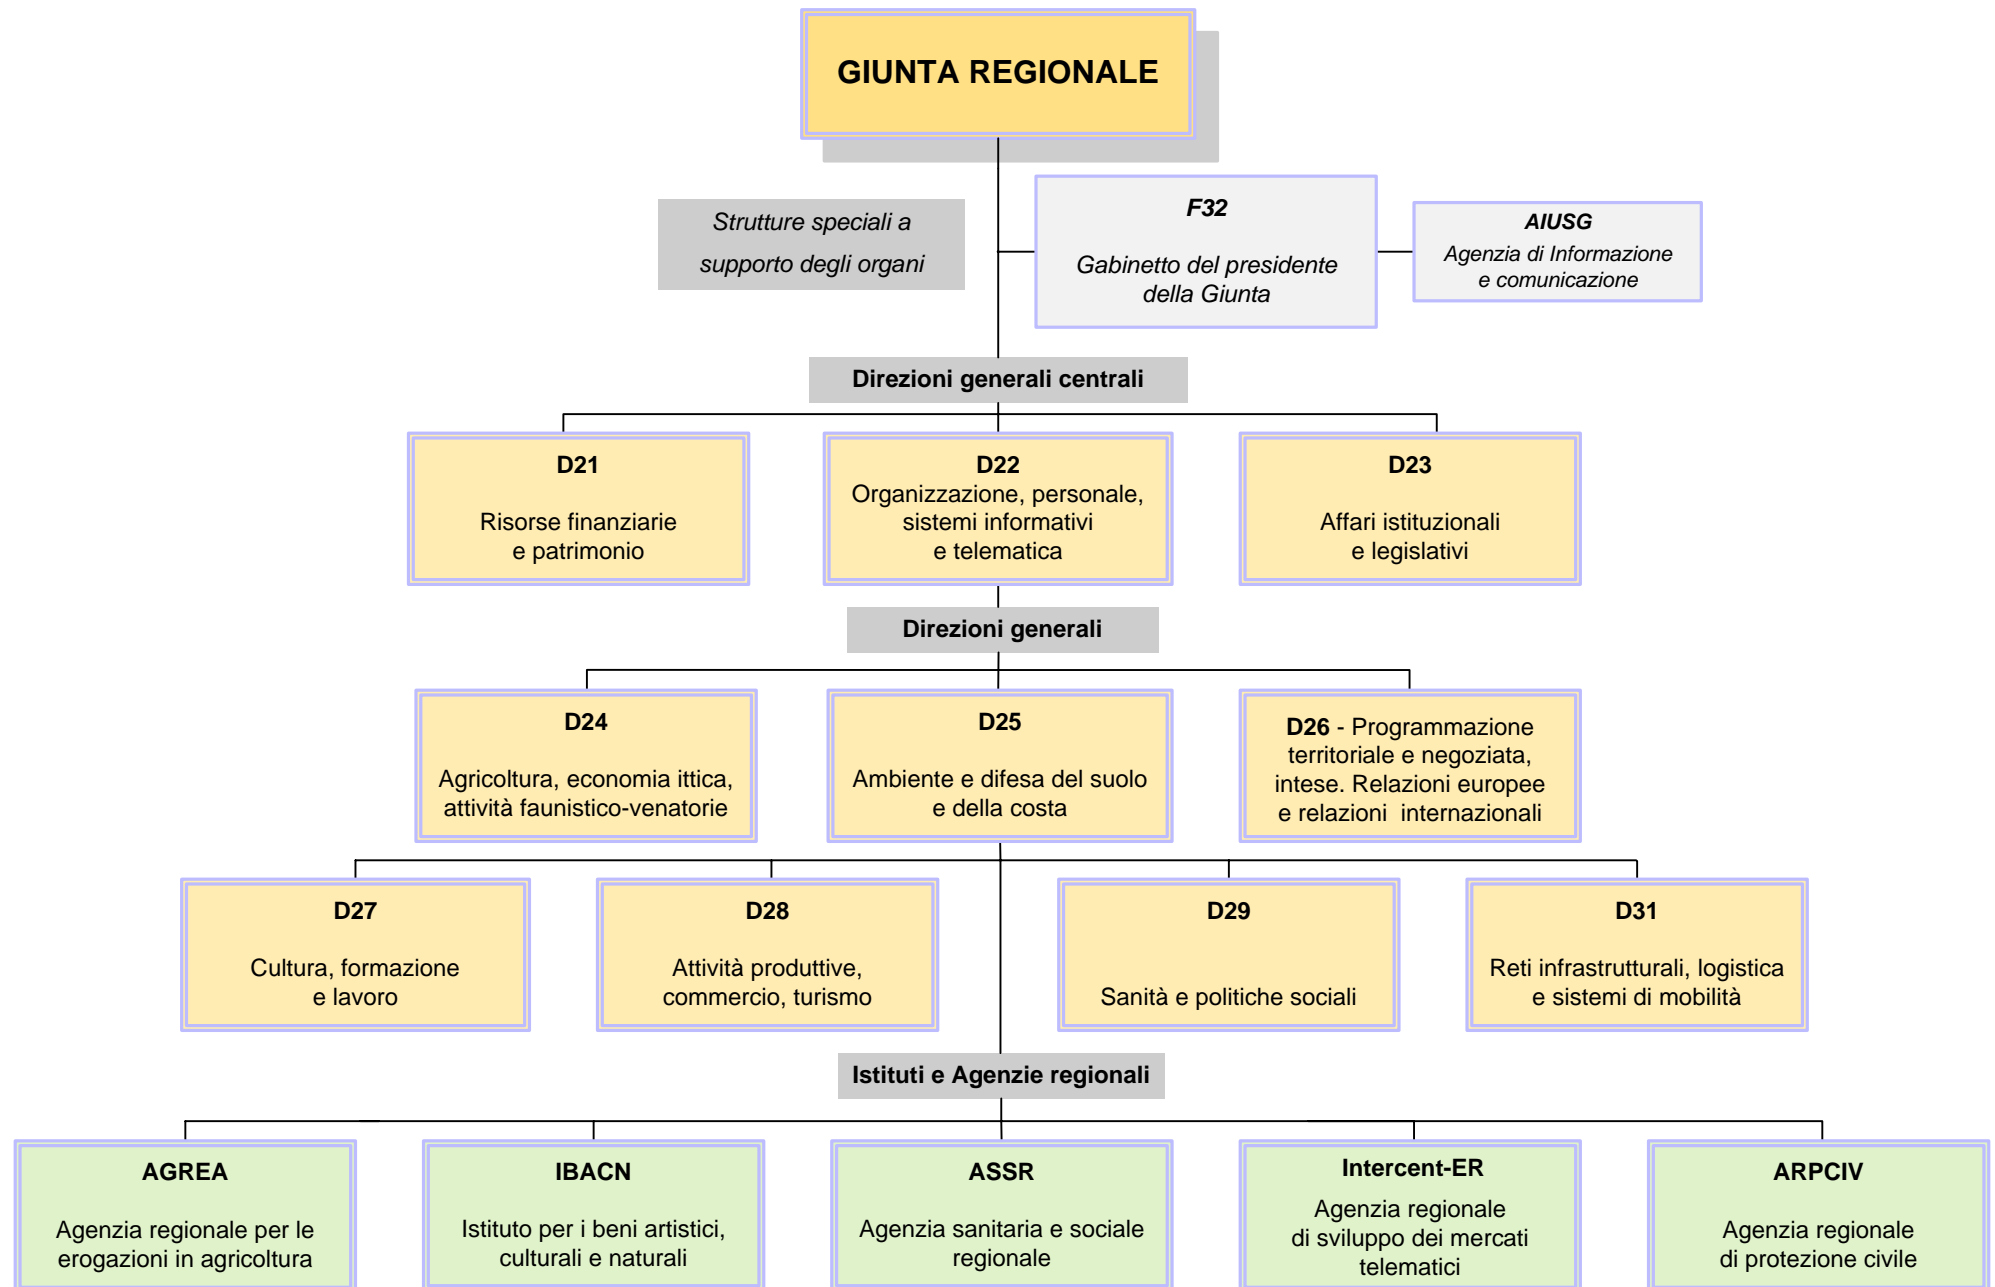 GIUNTA REGIONALE
Strutture speciali a
supporto degli organi
F32
Gabinetto del presidente
della Giunta
AIUSG
Agenzia di Informazione
e comunicazione
Direzioni generali centrali
D21
Risorse finanziarie
e patrimonio
D22
Organizzazione, personale,
sistemi informativi
e telematica
D23
Affari istituzionali
e legislativi
Direzioni generali
D24
Agricoltura, economia ittica,
attività faunistico-venatorie
D25
Ambiente e difesa del suolo
e della costa
D26 - Programmazione
territoriale e negoziata,
intese. Relazioni europee
e relazioni internazionali
D27
Cultura, formazione
e lavoro
D28
Attività produttive,
commercio, turismo
D29
Sanità e politiche sociali
D31
Reti infrastrutturali, logistica
e sistemi di mobilità
Istituti e Agenzie regionali
AGREA
Agenzia regionale per le
erogazioni in agricoltura
IBACN
Istituto per i beni artistici,
culturali e naturali
ASSR
Agenzia sanitaria e sociale
regionale
Intercent-ER
Agenzia regionale
di sviluppo dei mercati
telematici
ARPCIV
Agenzia regionale
di protezione civile